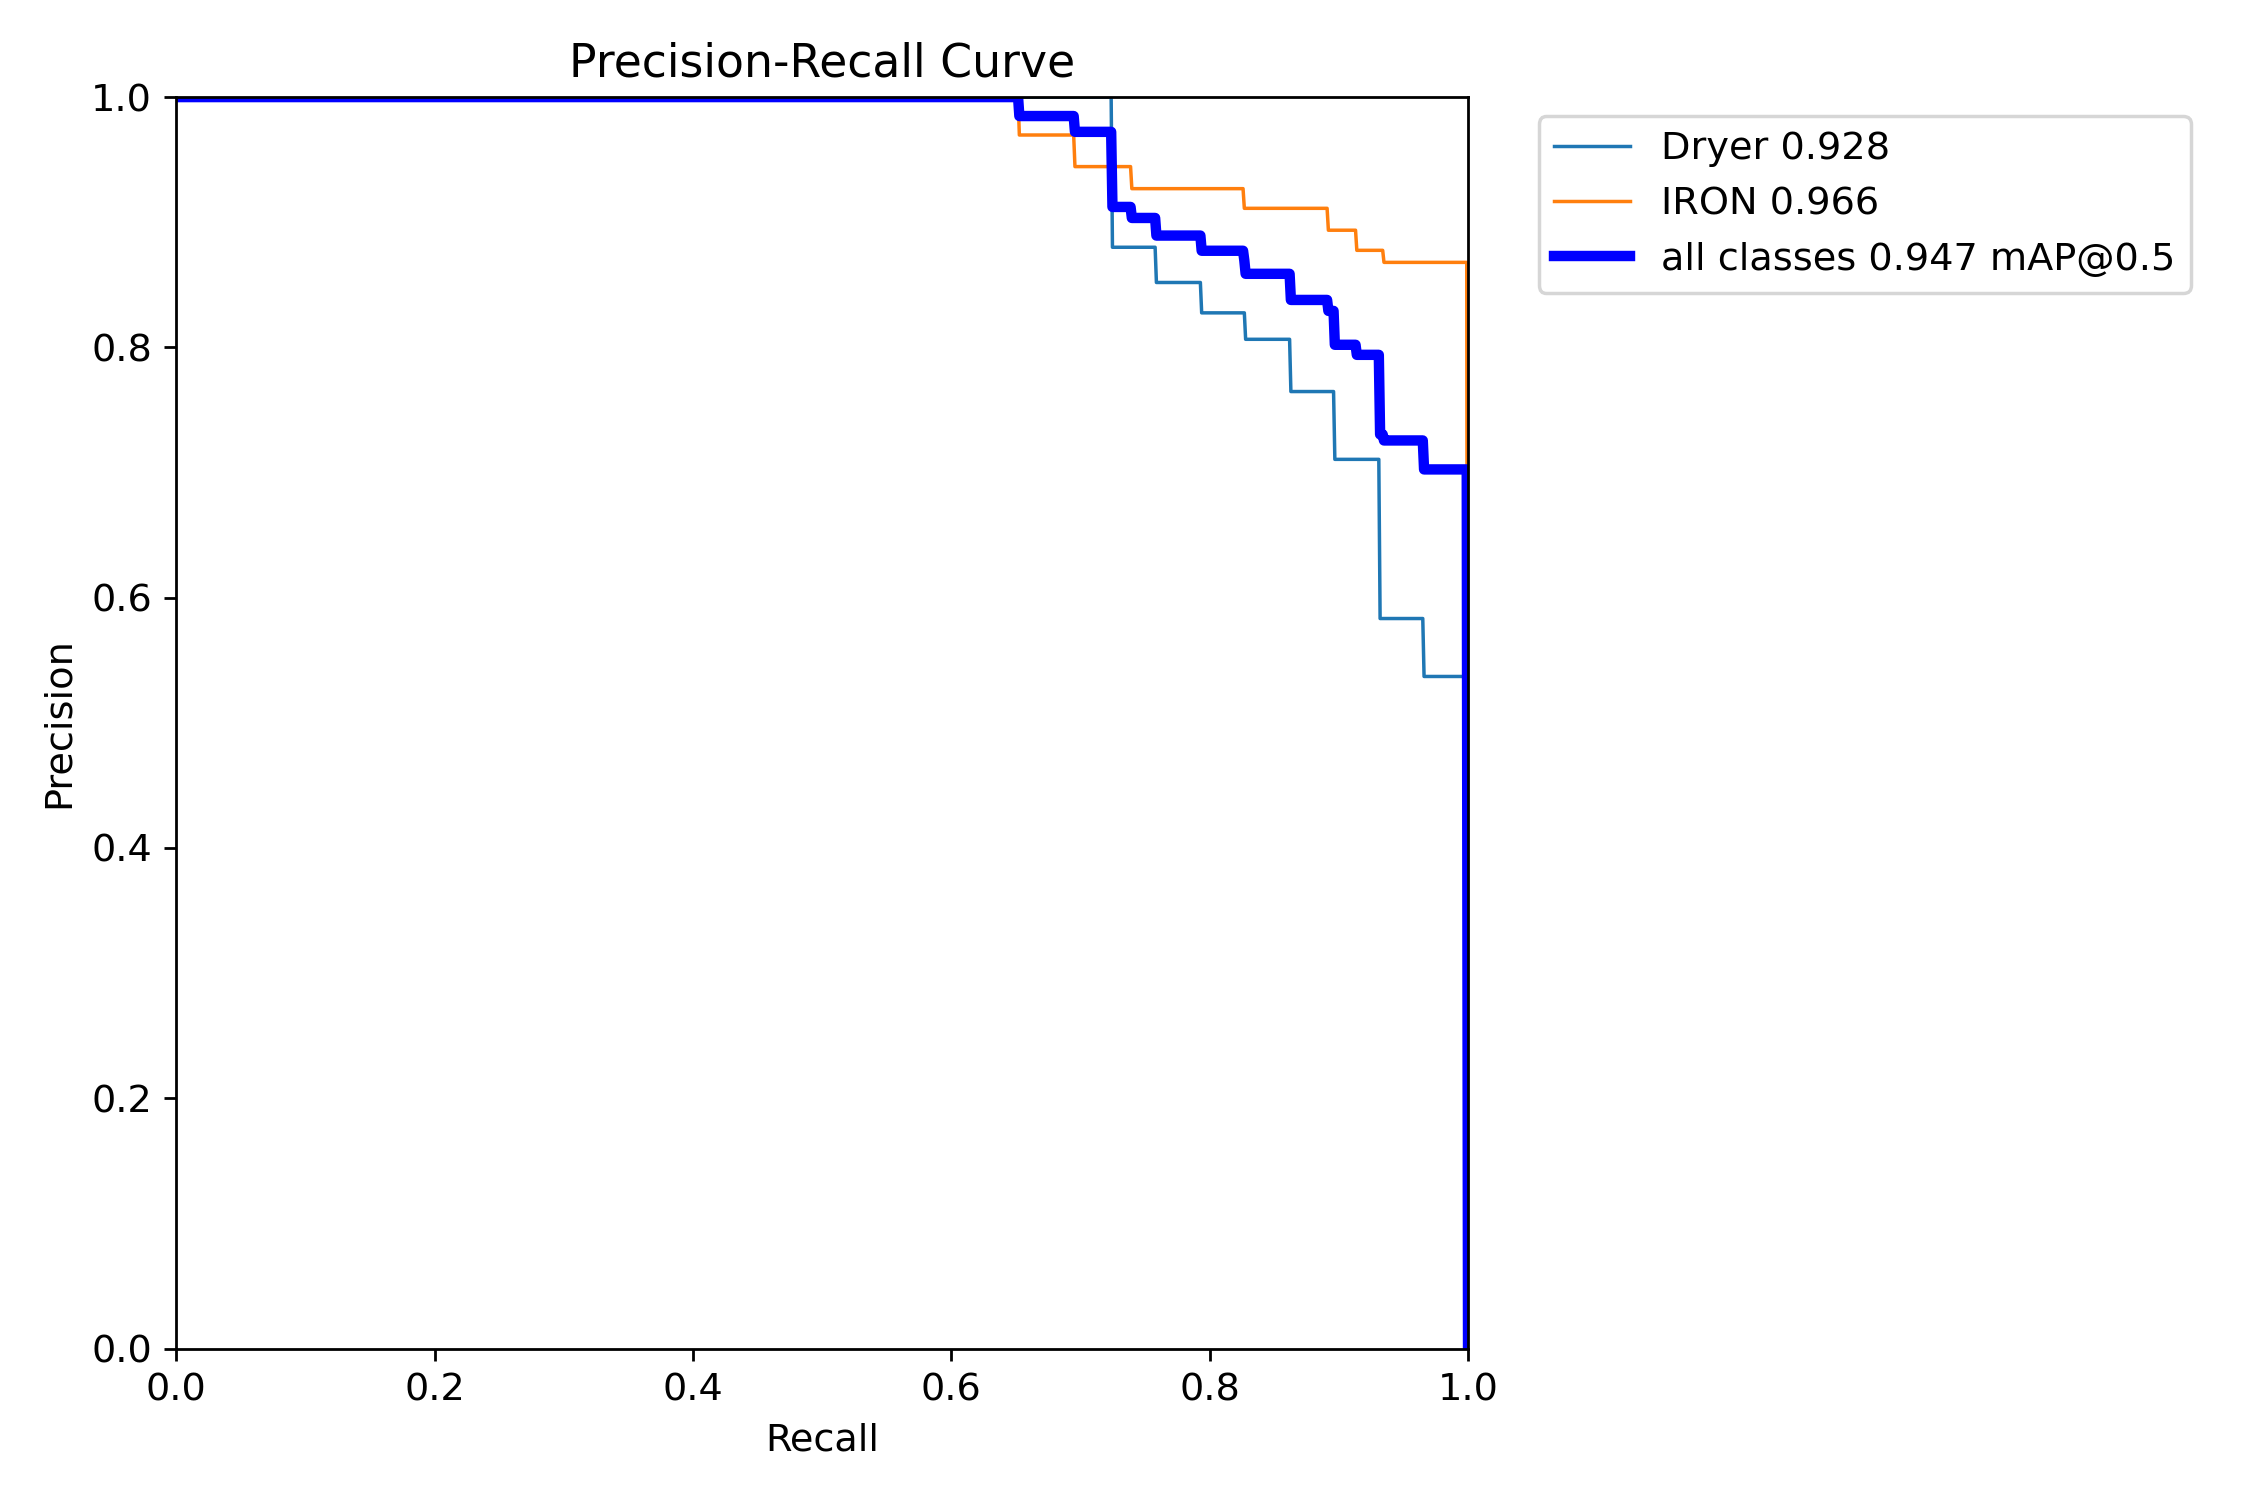 Precision-Recall Curve
1.0
0.8
0.6
0.4
0.2
0.0
Precision
0.0 0.2 0.4 0.6 0.8 1.0
Recall
Dryer 0.928
IRON 0.966
all classes 0.947 mAP@0.5